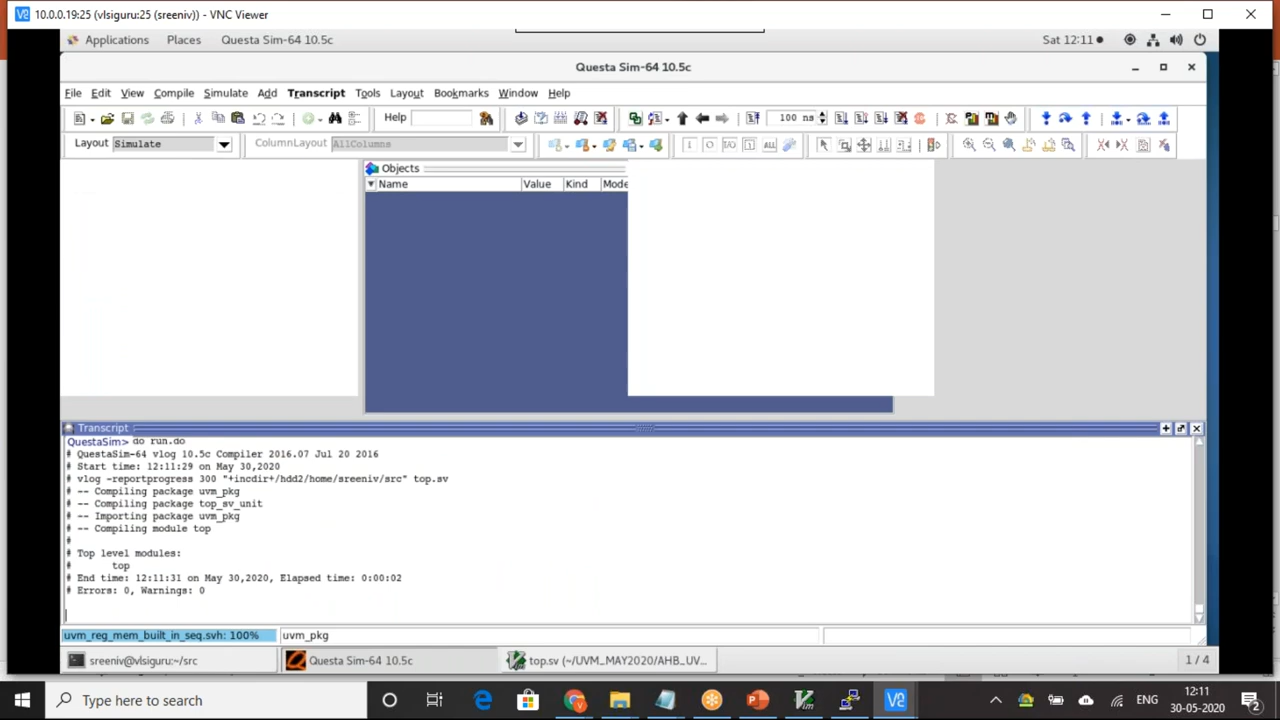 10.0.0.19:25 (vlsiguru:25 (sreeniv)) - VNC Viewer
Applications Places Questa Sim-64 10.5c Sat 12:11
Questa Sim-64 10.5c
File Edit View Compile Simulate Add Transcript Tools Layout Bookmarks Window Help
Help 100 ns
Layout Simulate ColumnLayout AllColumns
Objects
Name Value Kind Mode
Transcript
QuestaSim> do run.do
# QuestaSim-64 vlog 10.5c Compiler 2016.07 Jul 20 2016
# Start time: 12:11:29 on May 30,2020
# vlog -reportprogress 300 "+incdir+/hdd2/home/sreeniv/src" top.sv
# -- Compiling package uvm_pkg
# -- Compiling package top_sv_unit
# -- Importing package uvm_pkg
# -- Compiling module top
#
# Top level modules:
# top
# End time: 12:11:31 on May 30,2020, Elapsed time: 0:00:02
# Errors: 0, Warnings: 0
uvm_reg_mem_built_in_seq.svh: 100% uvm_pkg
sreeniv@vlsiguru:~/src Questa Sim-64 10.5c top.sv (~/UVM_MAY2020/AHB_UV... 1 / 4
Type here to search ENG 12:11
30-05-2020 2